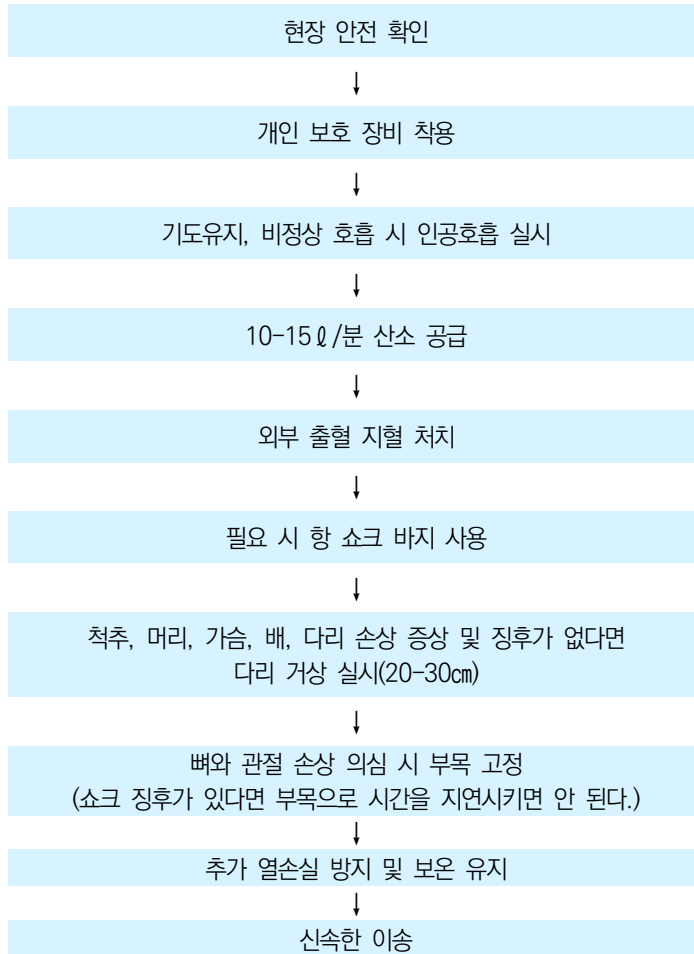 현장 안전 확인
↓
개인 보호 장비 착용
↓
기도유지, 비정상 호흡 시 인공호흡 실시
↓
10-15ℓ/분 산소 공급
↓
외부 출혈 지혈 처치
↓
필요 시 항 쇼크 바지 사용
↓
척추, 머리, 가슴, 배, 다리 손상 증상 및 징후가 없다면
다리 거상 실시(20-30㎝)
↓
뼈와 관절 손상 의심 시 부목 고정
(쇼크 징후가 있다면 부목으로 시간을 지연시키면 안 된다.)
↓
추가 열손실 방지 및 보온 유지
↓
신속한 이송